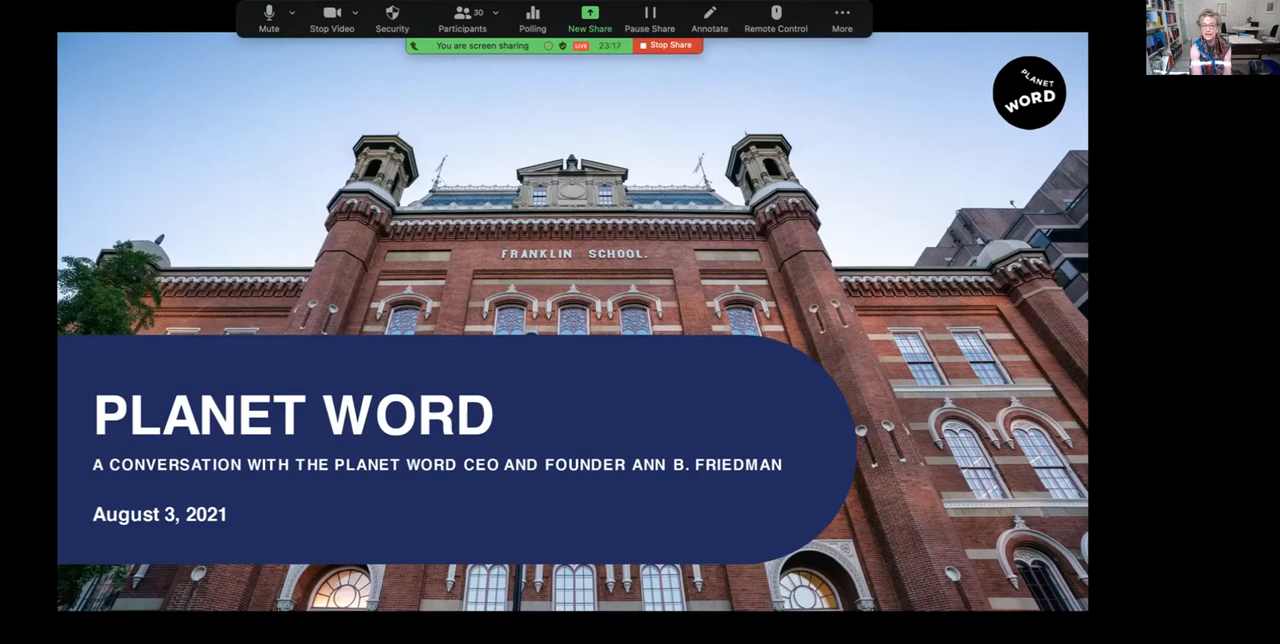 Mute
Stop Video
Security
30
Participants
Polling
New Share
Pause Share
Annotate
Remote Control
More
You are screen sharing
LIVE
23:17
Stop Share
PLANET
WORD
FRANKLIN SCHOOL.
PLANET WORD
A CONVERSATION WITH THE PLANET WORD CEO AND FOUNDER ANN B. FRIEDMAN
August 3, 2021